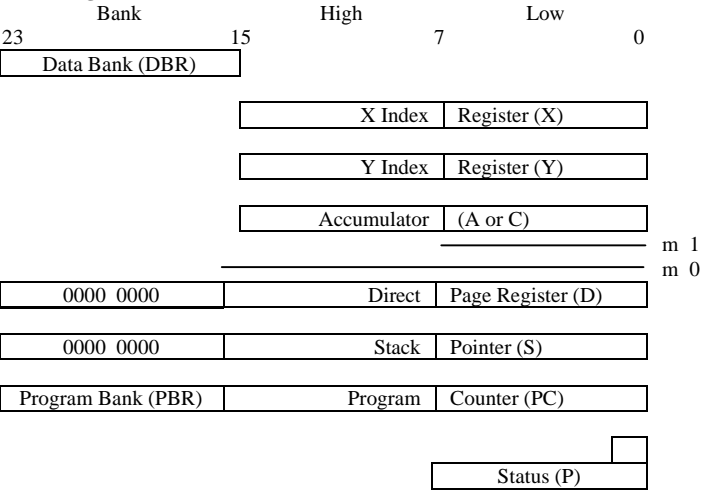 Bank High Low
23 15 7 0
Data Bank (DBR)
X Index Register (X)
Y Index Register (Y)
Accumulator (A or C)
m 1
m 0
0000 0000 Direct Page Register (D)
0000 0000 Stack Pointer (S)
Program Bank (PBR) Program Counter (PC)
Status (P)